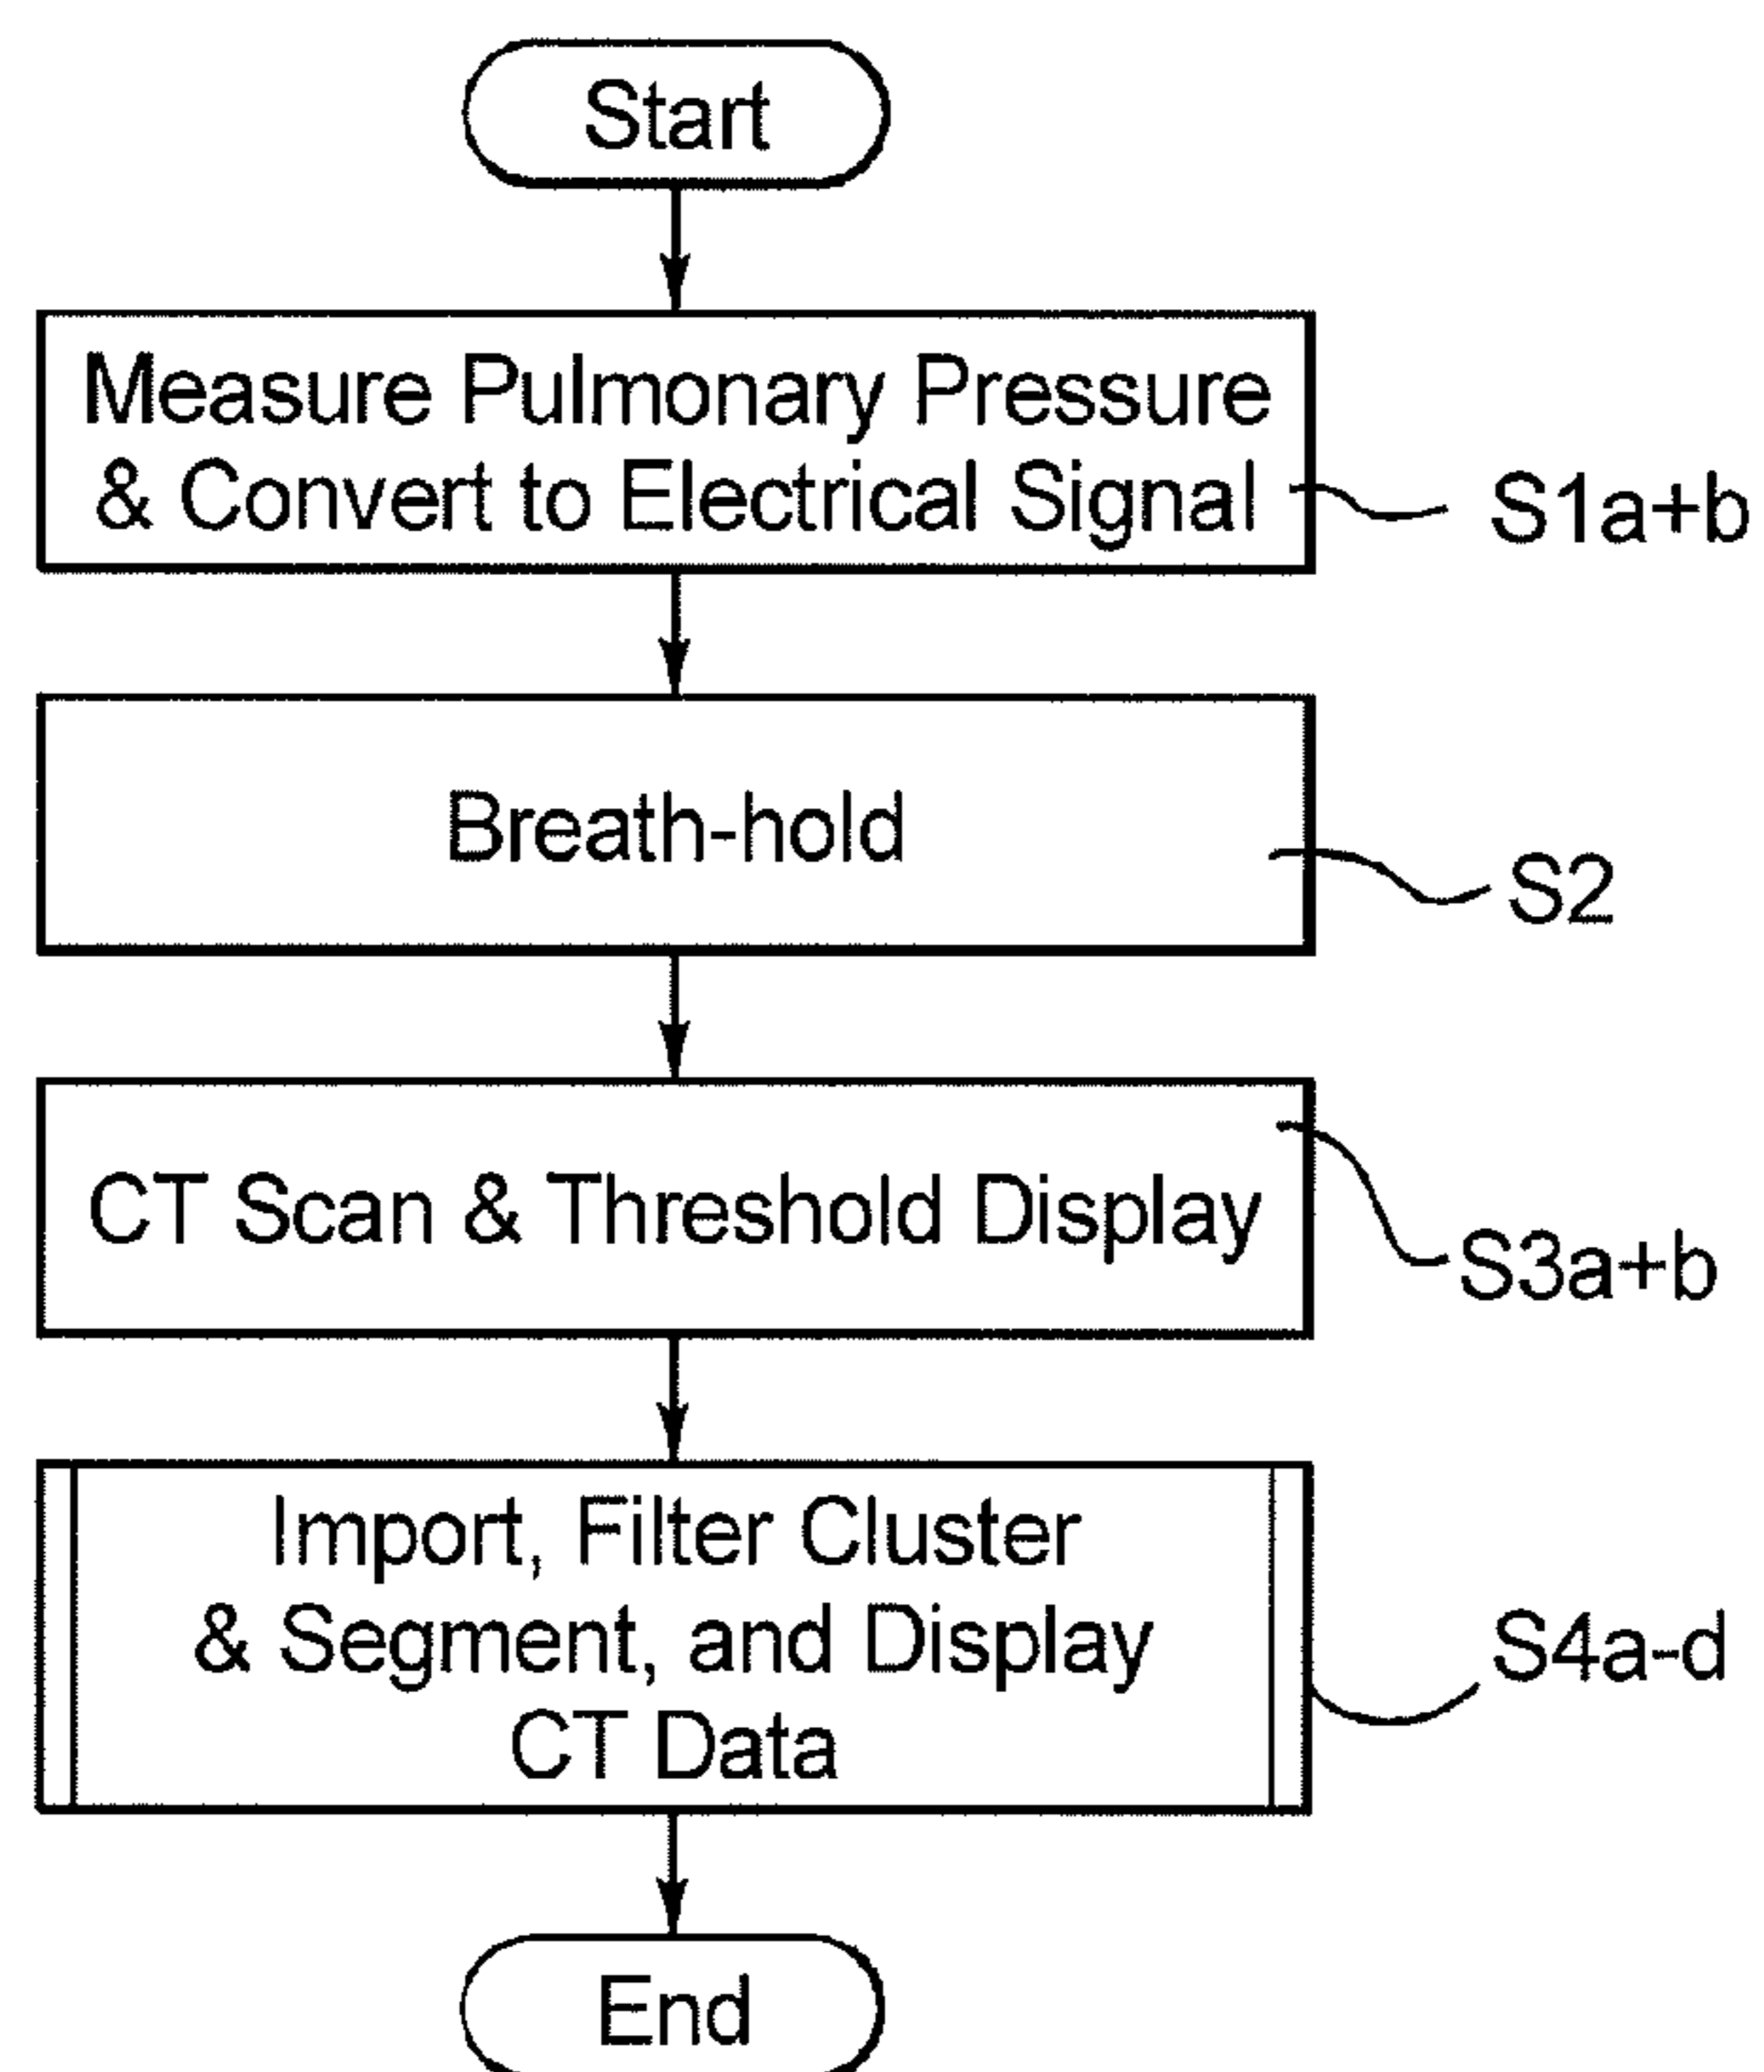 Start
Measure Pulmonary Pressure
& Convert to Electrical Signal
S1a+b
Breath-hold
S2
CT Scan & Threshold Display
S3a+b
Import, Filter Cluster
& Segment, and Display
CT Data
S4a-d
End